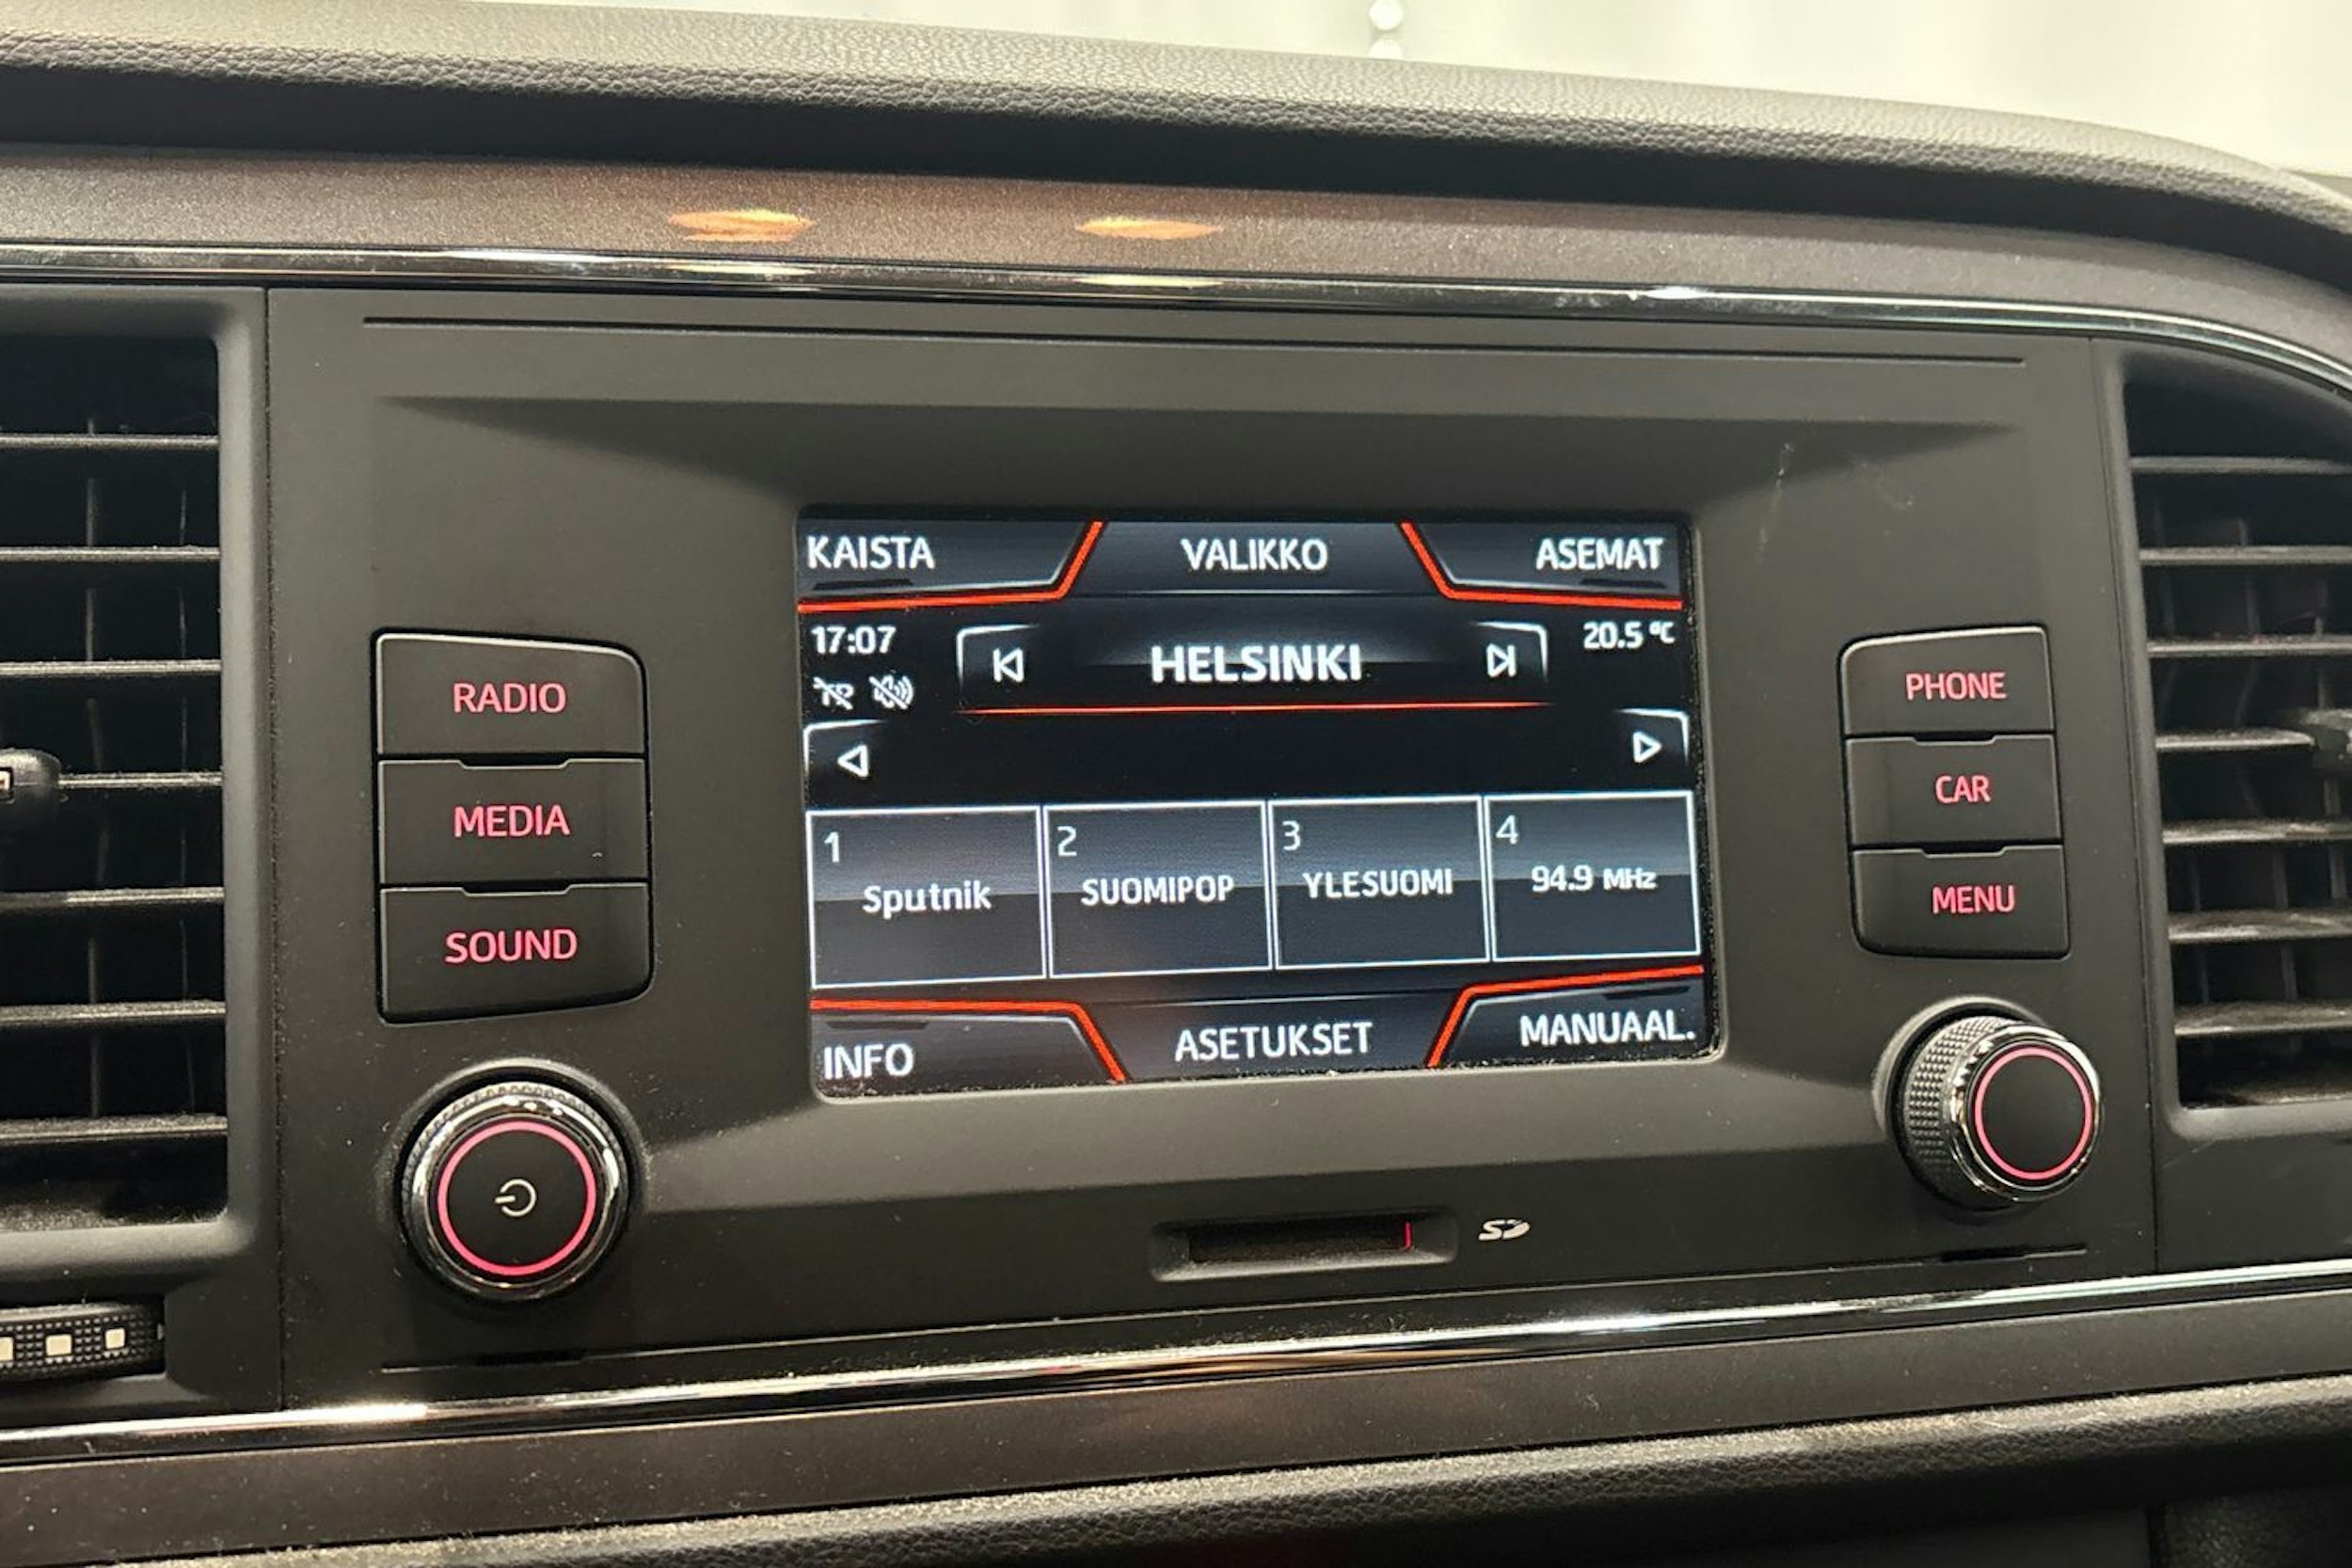 KAISTA VALIKKO ASEMAT
17:07 HELSINKI 20.5 °C
TP
1 2 3 4
Sputnik SUOMIPOP YLESUOMI 94.9 MHz
INFO ASETUKSET MANUAAL.
RADIO
MEDIA
SOUND
PHONE
CAR
MENU
SD